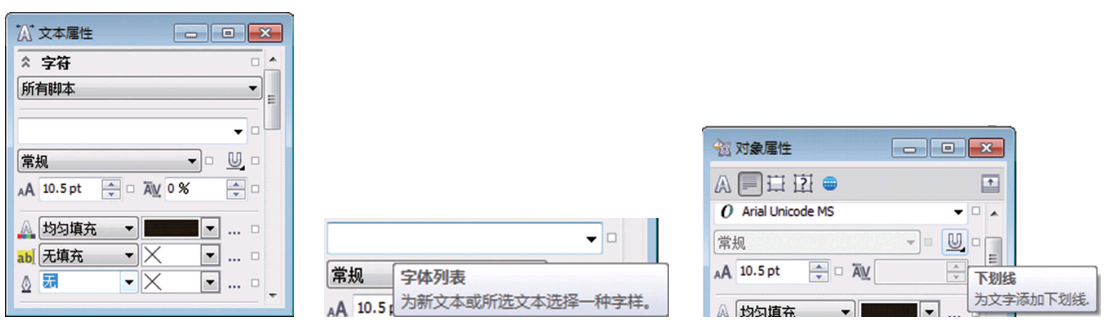 文本属性
字符
所有脚本
常规
10.5 pt
0 %
均匀填充
无填充
无
常规
10.5 p
字体列表
为新文本或所选文本选择一种字样。
对象属性
Arial Unicode MS
常规
10.5 pt
下划线
为文字添加下划线.
均匀填充